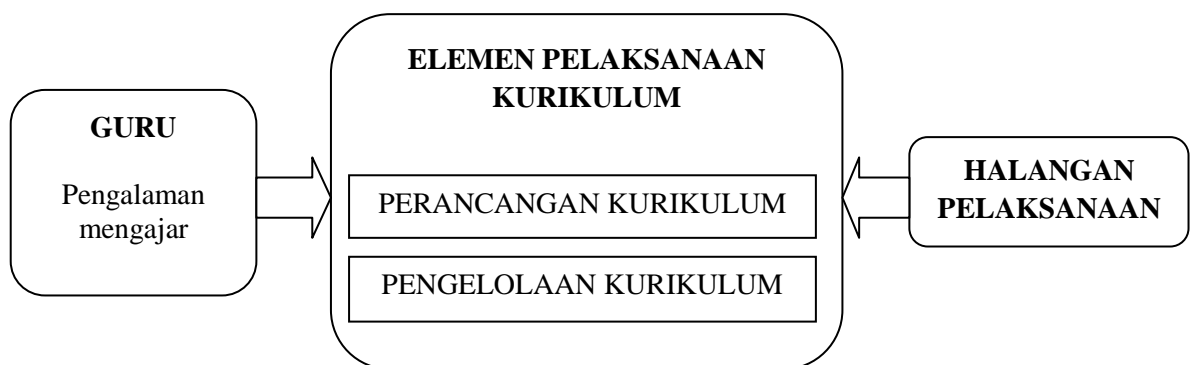 ELEMEN PELAKSANAAN
KURIKULUM
GURU
Pengalaman
mengajar
PERANCANGAN KURIKULUM
PENGELOLAAN KURIKULUM
HALANGAN
PELAKSANAAN